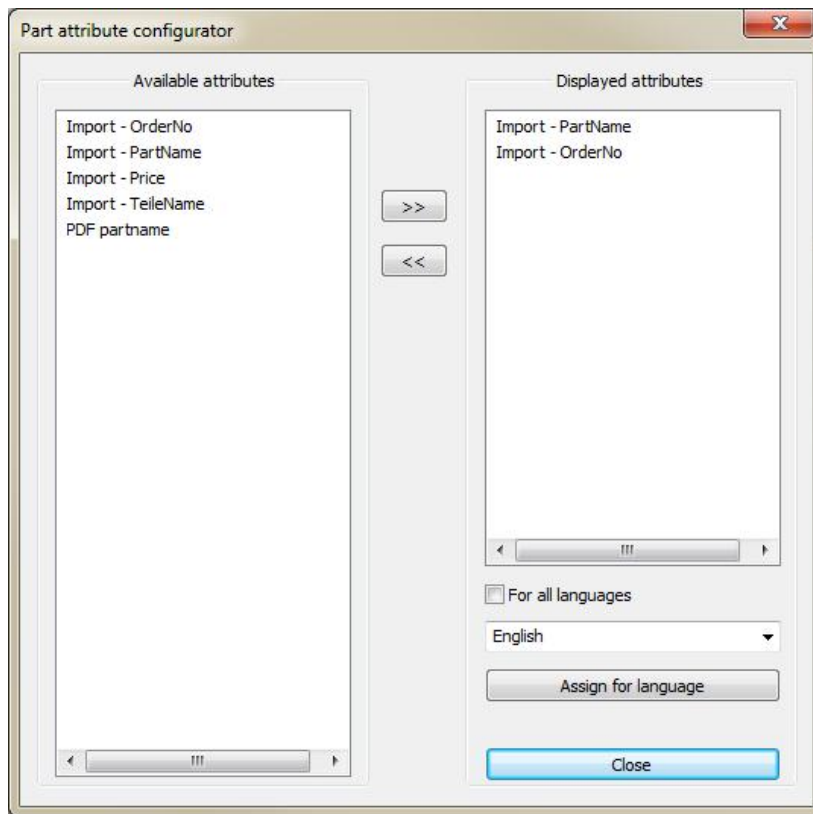 Part attribute configurator
Available attributes
Import - OrderNo
Import - PartName
Import - Price
Import - TeileName
PDF partname
>>
<<
Displayed attributes
Import - PartName
Import - OrderNo
For all languages
English
Assign for language
Close